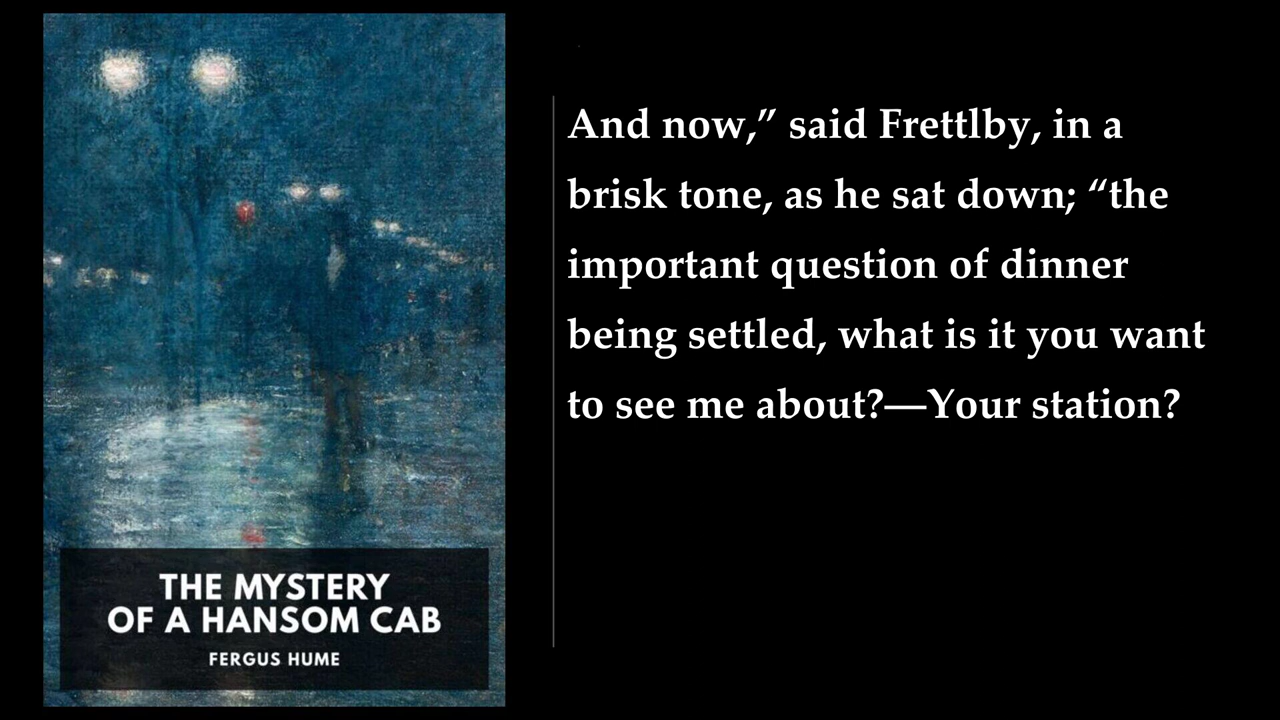 And now,” said Frettlby, in a
brisk tone, as he sat down; “the
important question of dinner
being settled, what is it you want
to see me about?—Your station?
THE MYSTERY
OF A HANSOM CAB
FERGUS HUME